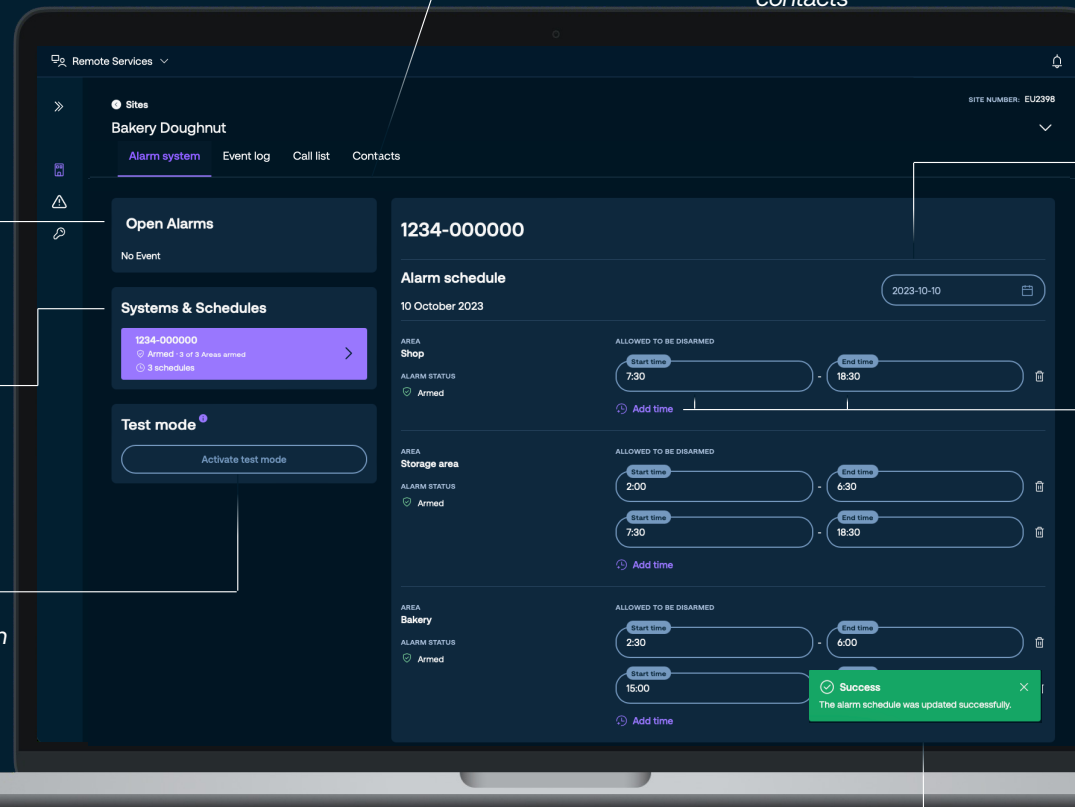 contacts
Remote Services
Sites
SITE NUMBER: EU2398
Bakery Doughnut
Alarm system Event log Call list Contacts
Open Alarms
No Event
Systems & Schedules
1234-000000
Armed · 3 of 3 Areas armed
3 schedules
Test mode
Activate test mode
1234-000000
Alarm schedule
10 October 2023
2023-10-10
AREA
Shop
ALARM STATUS
Armed
ALLOWED TO BE DISARMED
Start time
7:30
-
End time
18:30
Add time
AREA
Storage area
ALARM STATUS
Armed
ALLOWED TO BE DISARMED
Start time
2:00
-
End time
6:30
Start time
7:30
-
End time
18:30
Add time
AREA
Bakery
ALARM STATUS
Armed
ALLOWED TO BE DISARMED
Start time
2:30
-
End time
6:00
Start time
15:00
Add time
Success
The alarm schedule was updated successfully.